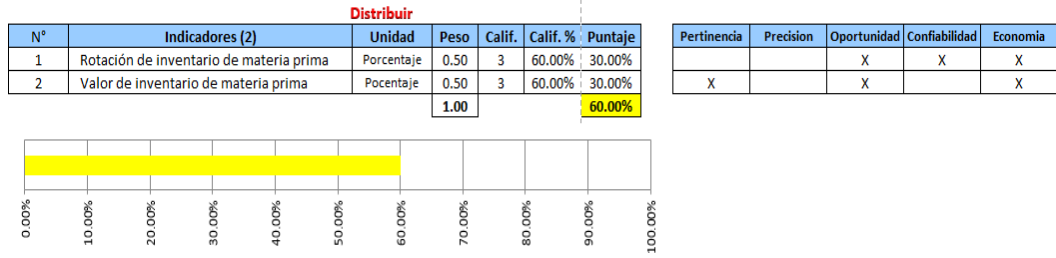 Distribuir
N° Indicadores (2) Unidad Peso Calif. Calif. % Puntaje Pertinencia Precision Oportunidad Confiabilidad Economia
1 Rotación de inventario de materia prima Porcentaje 0.50 3 60.00% 30.00% X X X
2 Valor de inventario de materia prima Pocentaje 0.50 3 60.00% 30.00% X X X
1.00 60.00%
0.00% 10.00% 20.00% 30.00% 40.00% 50.00% 60.00% 70.00% 80.00% 90.00% 100.00%